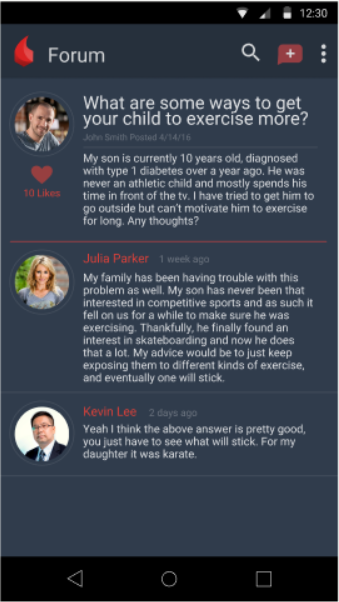 12:30
Forum
What are some ways to get
your child to exercise more?
John Smith Posted 4/14/16
My son is currently 10 years old, diagnosed
with type 1 diabetes over a year ago. He was
never an athletic child and mostly spends his
time in front of the tv. I have tried to get him to
go outside but can't motivate him to exercise
for long. Any thoughts?
10 Likes
Julia Parker 1 week ago
My family has been having trouble with this
problem as well. My son has never been that
interested in competitive sports and as such it
fell on us for a while to make sure he was
exercising. Thankfully, he finally found an
interest in skateboarding and now he does
that a lot. My advice would be to just keep
exposing them to different kinds of exercise,
and eventually one will stick.
Kevin Lee 2 days ago
Yeah I think the above answer is pretty good,
you just have to see what will stick. For my
daughter it was karate.